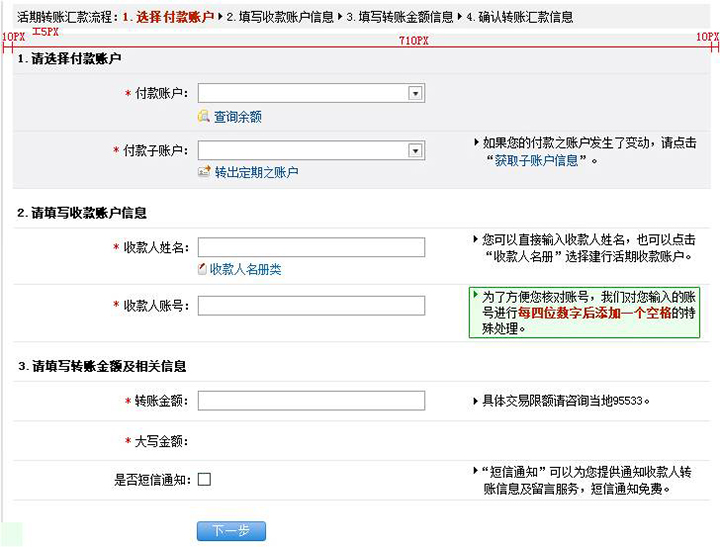 活期转账汇款流程：1. 选择付款账户 2. 填写收款账户信息 3. 填写转账金额信息 4. 确认转账汇款信息
10PX 工5PX 710PX 10PX
1. 请选择付款账户
* 付款账户：
查询余额
* 付款子账户：
如果您的付款之账户发生了变动，请点击
“获取子账户信息”。
转出定期之账户
2. 请填写收款账户信息
* 收款人姓名：
您可以直接输入收款人姓名，也可以点击
“收款人名册”选择建行活期收款账户。
收款人名册类
* 收款人账号：
为了方便您核对账号，我们对您输入的账
号进行每四位数字后添加一个空格的特
殊处理。
3. 请填写转账金额及相关信息
* 转账金额：
具体交易限额请咨询当地95533。
* 大写金额：
是否短信通知：
“短信通知”可以为您提供通知收款人转
账信息及留言服务，短信通知免费。
下一步